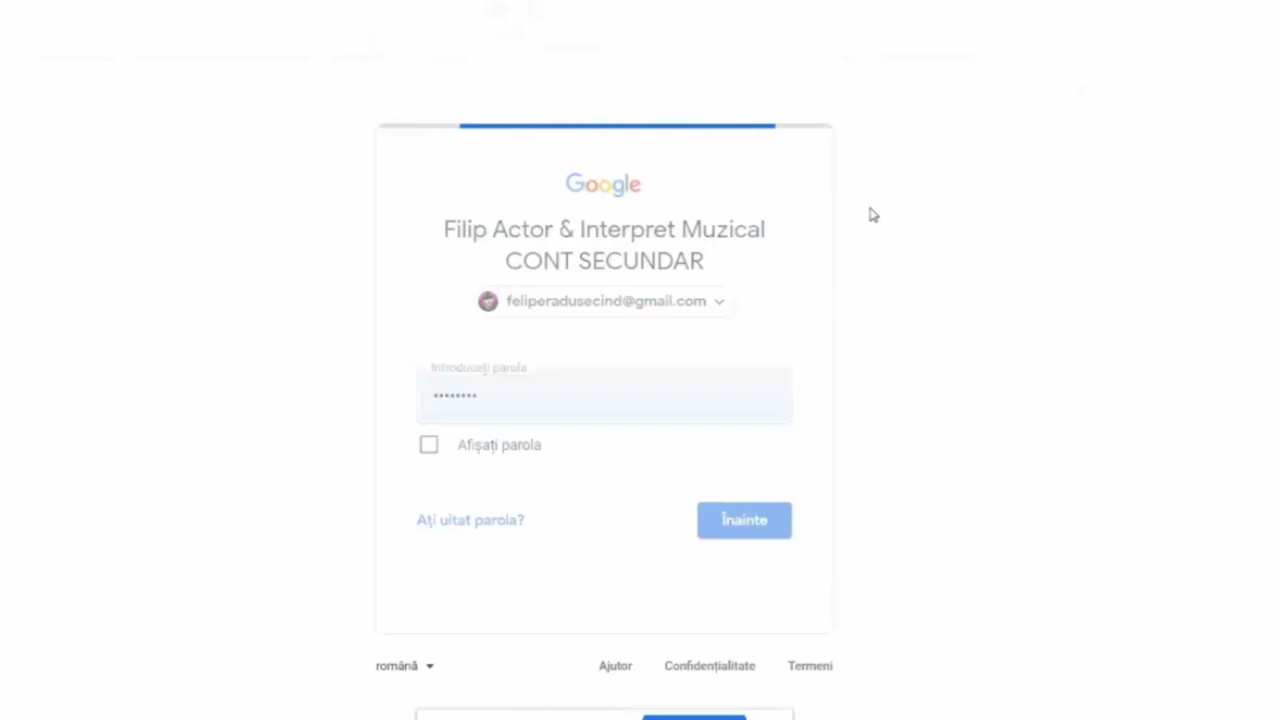 Google
Filip Actor & Interpret Muzical
CONT SECUNDAR
feliperadusecind@gmail.com
Introduceți parola
••••••••
Afișați parola
Ați uitat parola?
Înainte
română
Ajutor
Confidențialitate
Termeni